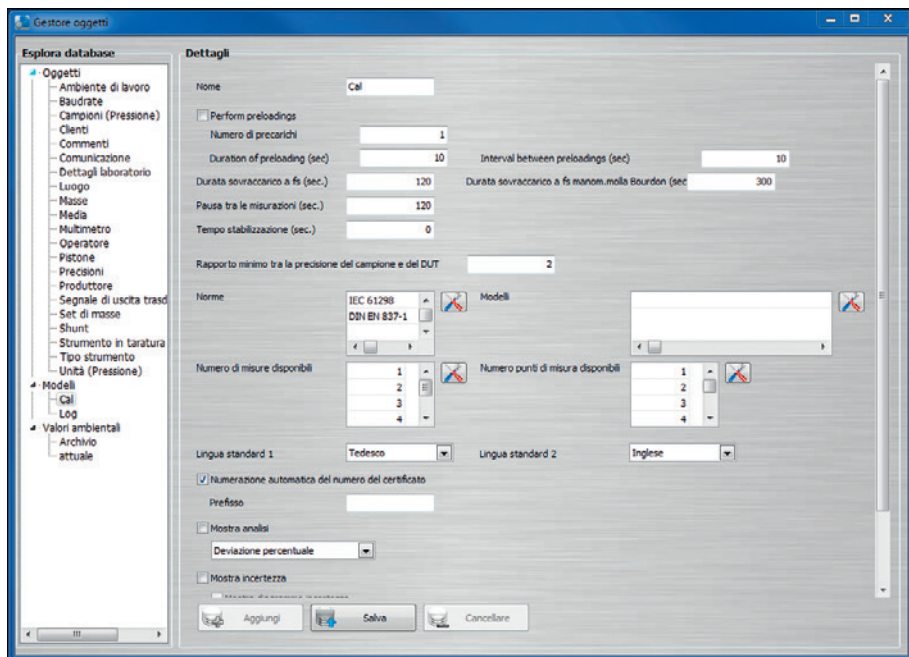 Gestore oggetti
Esplora database
Oggetti
Ambiente di lavoro
Baudrate
Campioni (Pressione)
Clienti
Commenti
Comunicazione
Dettagli laboratorio
Luogo
Masse
Media
Multimetro
Operatore
Pistone
Precisioni
Produttore
Segnale di uscita trasd
Set di masse
Shunt
Strumento in taratura
Tipo strumento
Unità (Pressione)
Modelli
Cal
Log
Valori ambientali
Archivio
attuale
Dettagli
Nome Cal
Perform preloadings
Numero di precarichi 1
Duration of preloading (sec) 10 Interval between preloadings (sec) 10
Durata sovraccarico a fs (sec.) 120 Durata sovraccarico a fs manom.molla Bourdon (sec 300
Pausa tra le misurazioni (sec.) 120
Tempo stabilizzazione (sec.) 0
Rapporto minimo tra la precisione del campione e del DUT 2
Norme IEC 61298 Modelli
DIN EN 837-1
Numero di misure disponibili 1 Numero punti di misura disponibili 1
2 2
3 3
4 4
Lingua standard 1 Tedesco Lingua standard 2 Inglese
Numerazione automatica del numero del certificato
Prefisso
Mostra analisi
Deviazione percentuale
Mostra incertezza
Aggiungi Salva Cancellare